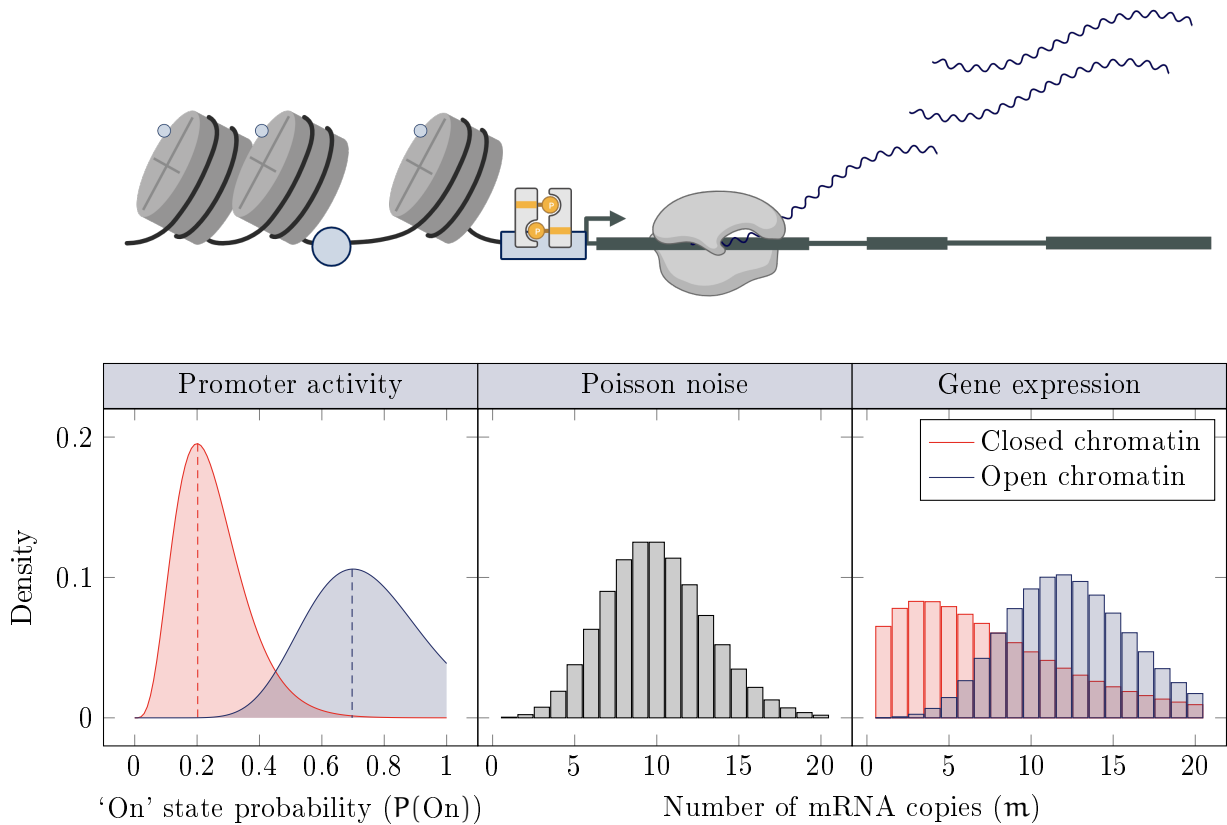 P
P
Promoter activity
Poisson noise
Gene expression
Closed chromatin
Open chromatin
Density
0.2
0.1
0
0 0.2 0.4 0.6 0.8 1
0 5 10 15 20
0 5 10 15 20
‘On’ state probability (P(On))
Number of mRNA copies (m)